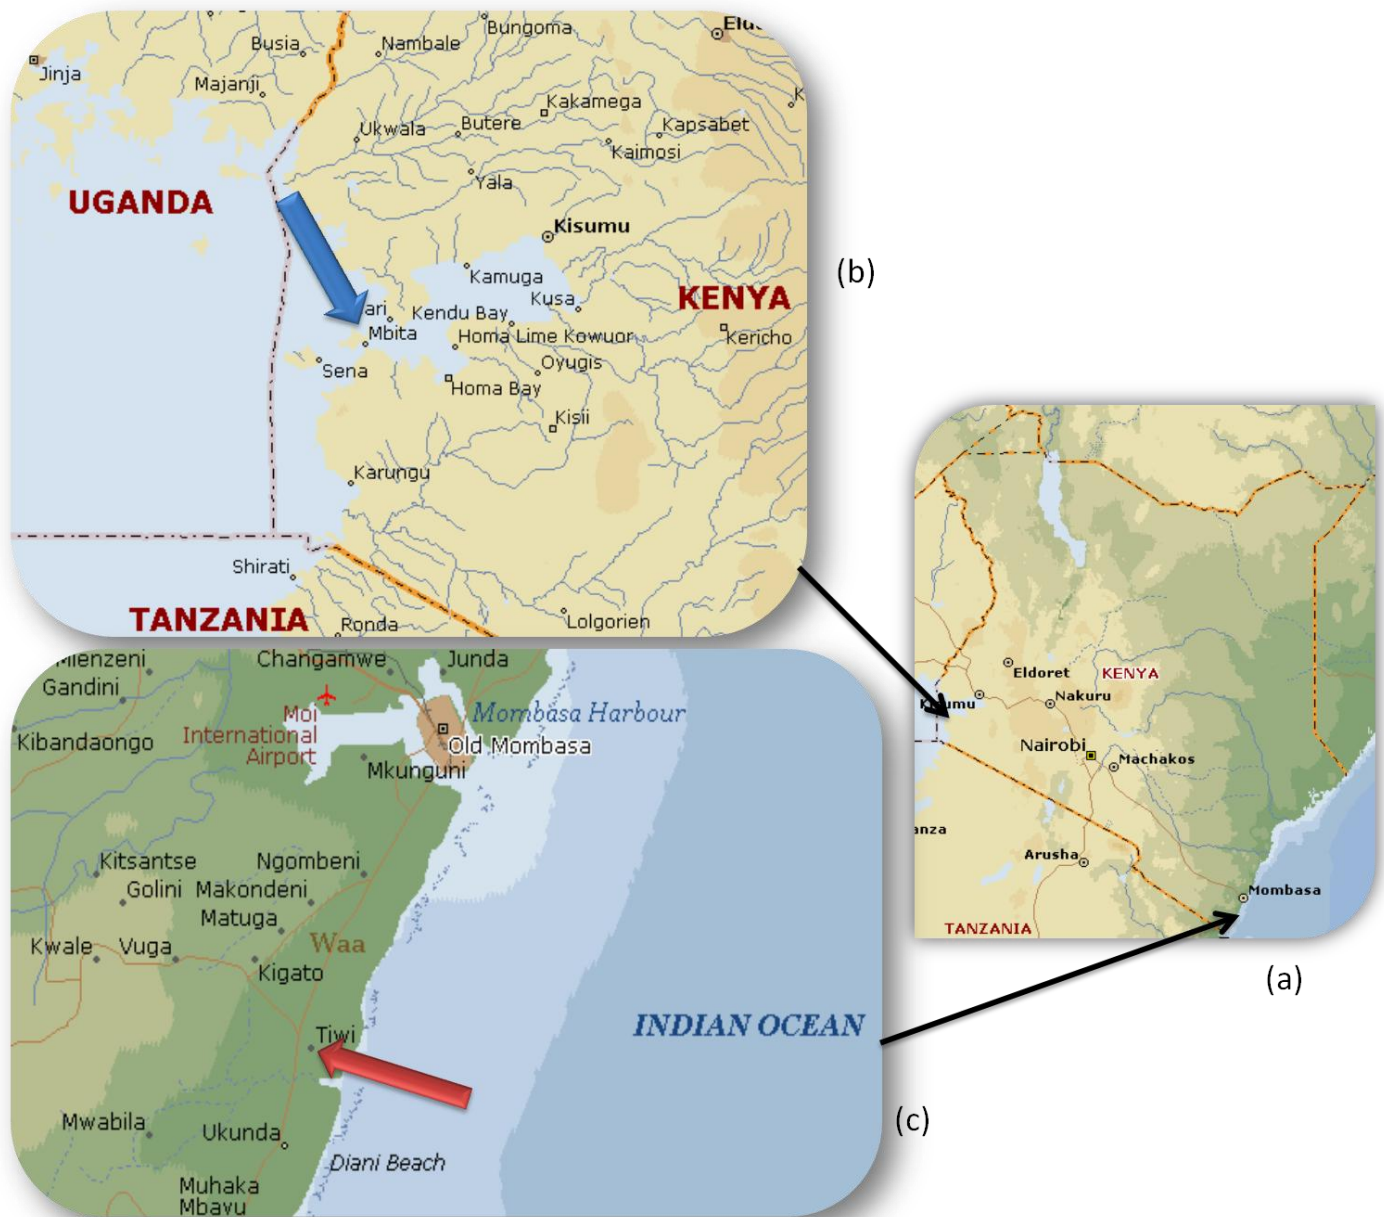 Bungoma
Busia
Nambale
Jinja
Majanji
Kakamega
Ukwala
Butere
Kapsabet
Kaimosi
Yala
UGANDA
Kisumu
(b)
Kamuga
Kusa
KENYA
Kendu Bay
Mbita
Homa Lime Kowuor
Kericho
Sena
Oyugis
Homa Bay
Kisii
Karungu
Shirati
TANZANIA
Ronda
Lolgorien
Eldoret
KENYA
Nakuru
Nairobi
Machakos
Arusha
Mombasa
TANZANIA
(a)
Changamwe
Junda
Gandini
Moi
International
Airport
Mombasa Harbour
Kibandaongo
Old Mombasa
Mkunguni
Kitsantse
Ngombeni
Golini
Makondeni
Matuga
Waa
Kwale
Vuga
Kigato
INDIAN OCEAN
Tiwi
(c)
Mwabila
Ukunda
Diani Beach
Muhaka
Mbavu